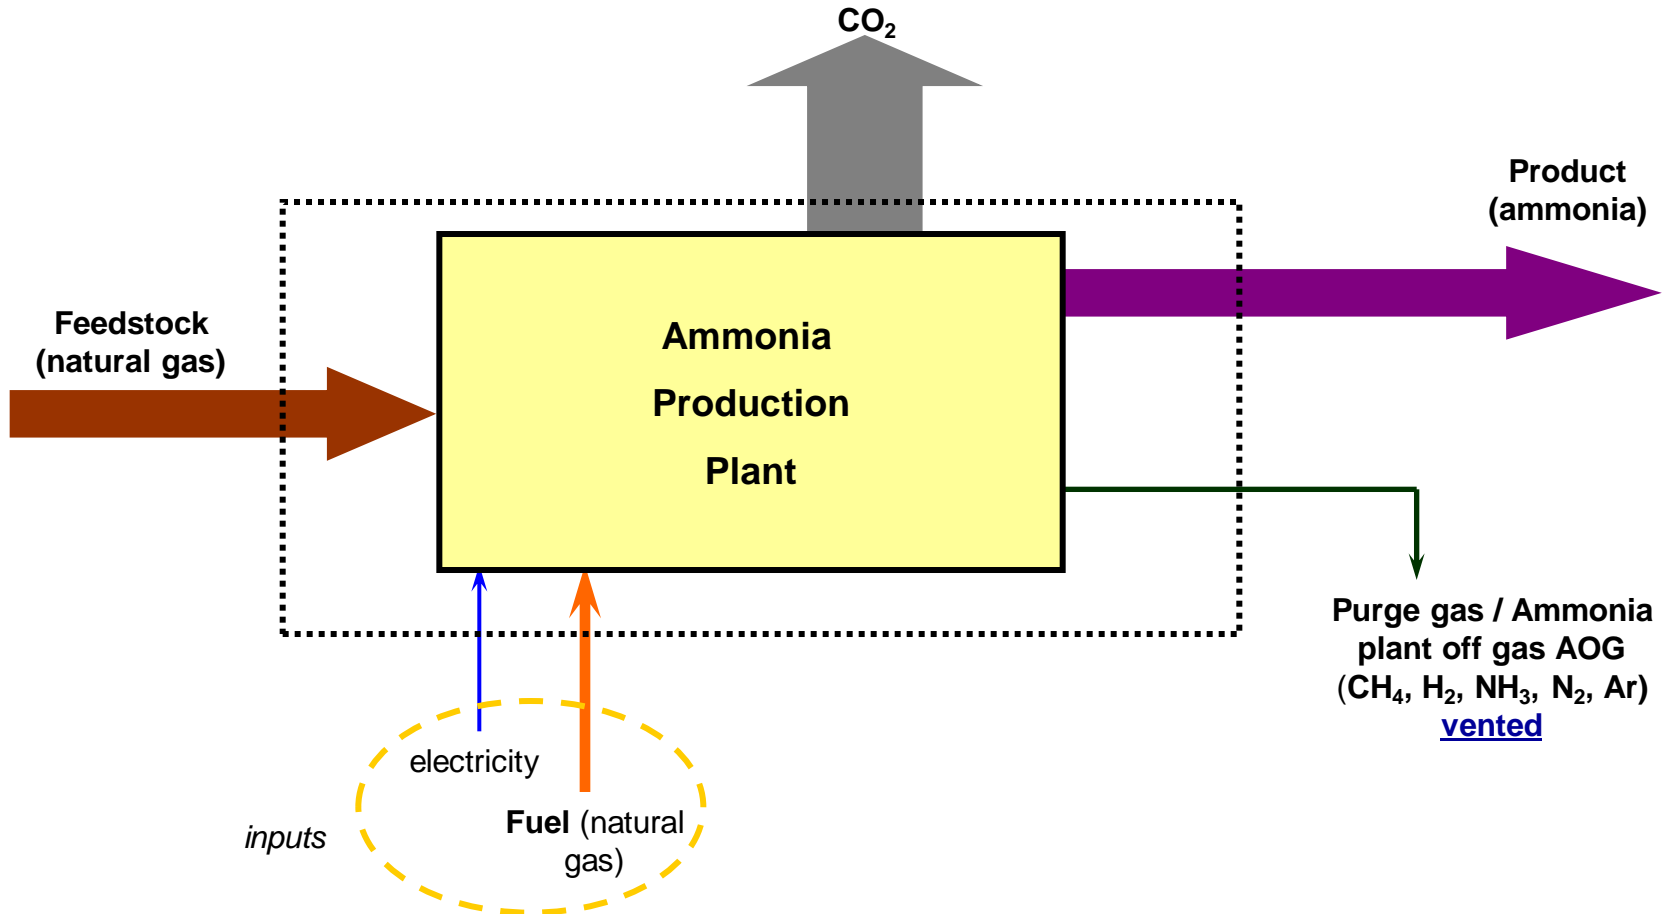 CO₂
Product
(ammonia)
Feedstock
(natural gas)
Ammonia
Production
Plant
Purge gas / Ammonia
plant off gas AOG
(CH₄, H₂, NH₃, N₂, Ar)
vented
electricity
inputs
Fuel (natural
gas)